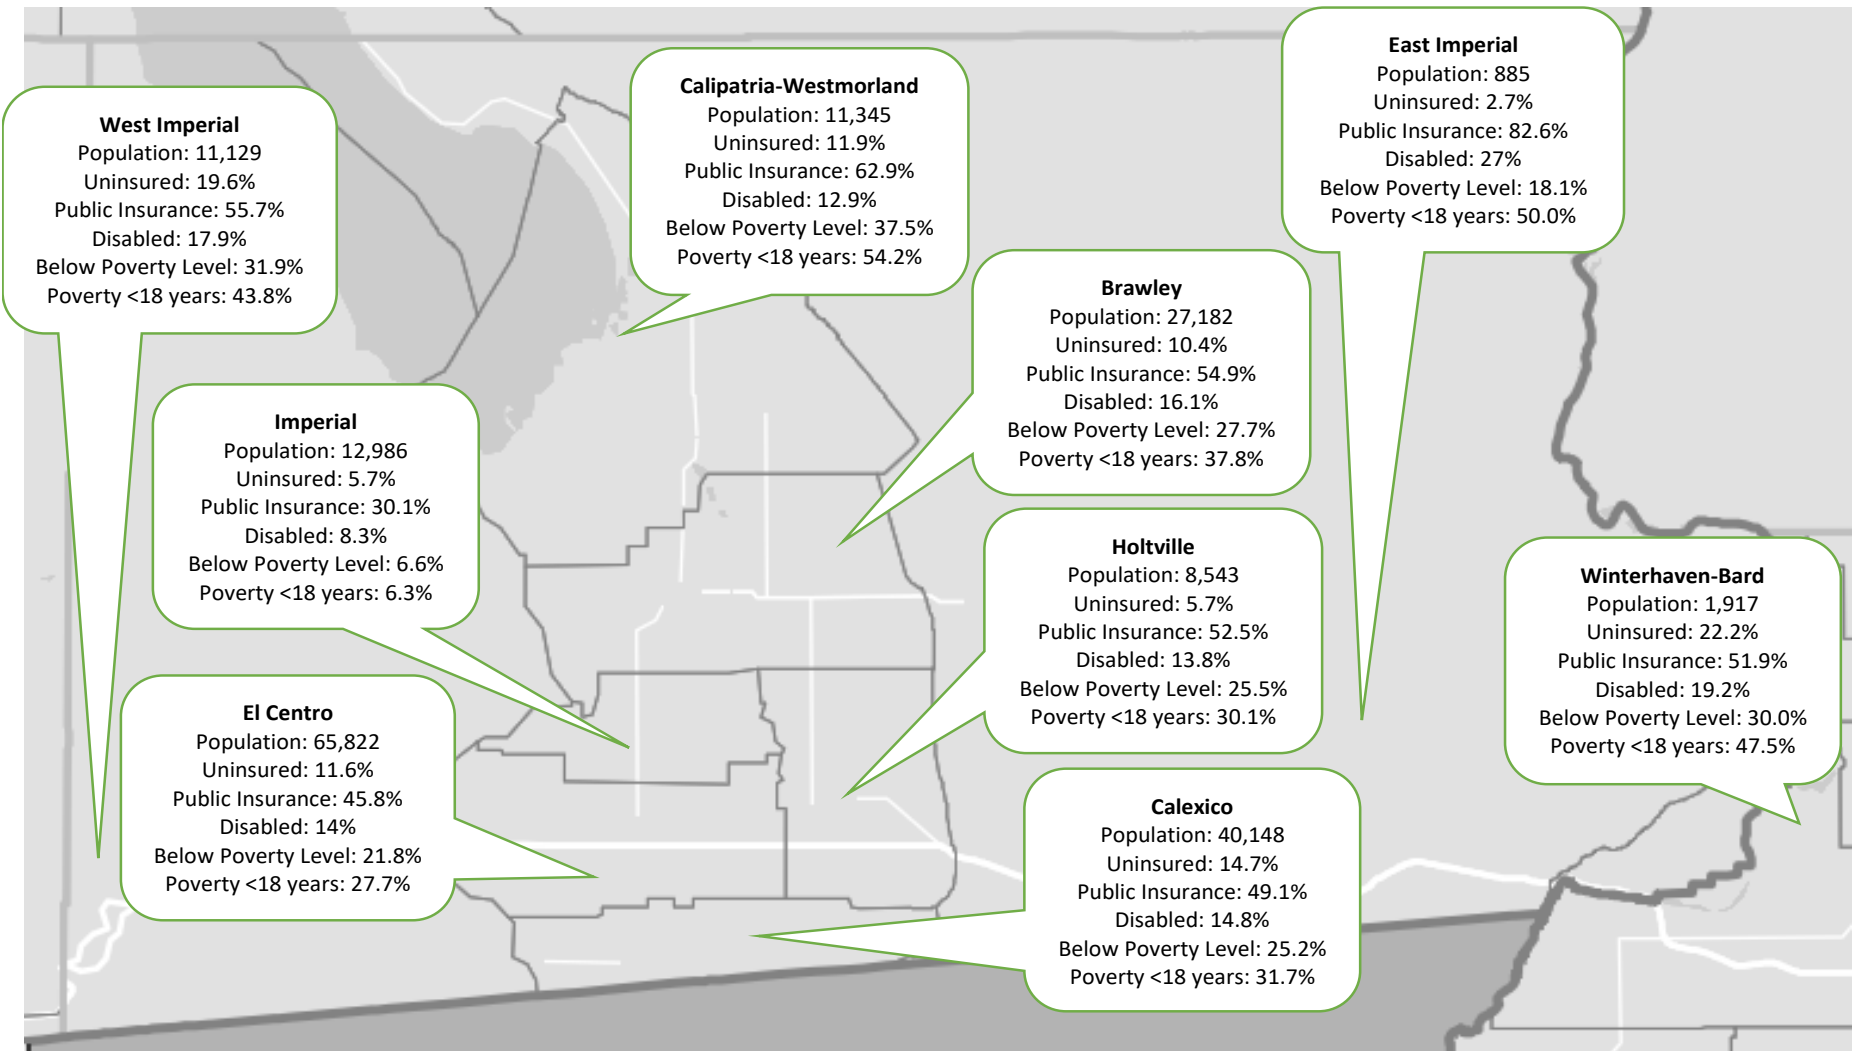 East Imperial
Population: 885
Uninsured: 2.7%
Public Insurance: 82.6%
Disabled: 27%
Below Poverty Level: 18.1%
Poverty <18 years: 50.0%
Calipatria-Westmorland
Population: 11,345
Uninsured: 11.9%
Public Insurance: 62.9%
Disabled: 12.9%
Below Poverty Level: 37.5%
Poverty <18 years: 54.2%
West Imperial
Population: 11,129
Uninsured: 19.6%
Public Insurance: 55.7%
Disabled: 17.9%
Below Poverty Level: 31.9%
Poverty <18 years: 43.8%
Brawley
Population: 27,182
Uninsured: 10.4%
Public Insurance: 54.9%
Disabled: 16.1%
Below Poverty Level: 27.7%
Poverty <18 years: 37.8%
Imperial
Population: 12,986
Uninsured: 5.7%
Public Insurance: 30.1%
Disabled: 8.3%
Below Poverty Level: 6.6%
Poverty <18 years: 6.3%
Holtville
Population: 8,543
Uninsured: 5.7%
Public Insurance: 52.5%
Disabled: 13.8%
Below Poverty Level: 25.5%
Poverty <18 years: 30.1%
Winterhaven-Bard
Population: 1,917
Uninsured: 22.2%
Public Insurance: 51.9%
Disabled: 19.2%
Below Poverty Level: 30.0%
Poverty <18 years: 47.5%
El Centro
Population: 65,822
Uninsured: 11.6%
Public Insurance: 45.8%
Disabled: 14%
Below Poverty Level: 21.8%
Poverty <18 years: 27.7%
Calexico
Population: 40,148
Uninsured: 14.7%
Public Insurance: 49.1%
Disabled: 14.8%
Below Poverty Level: 25.2%
Poverty <18 years: 31.7%